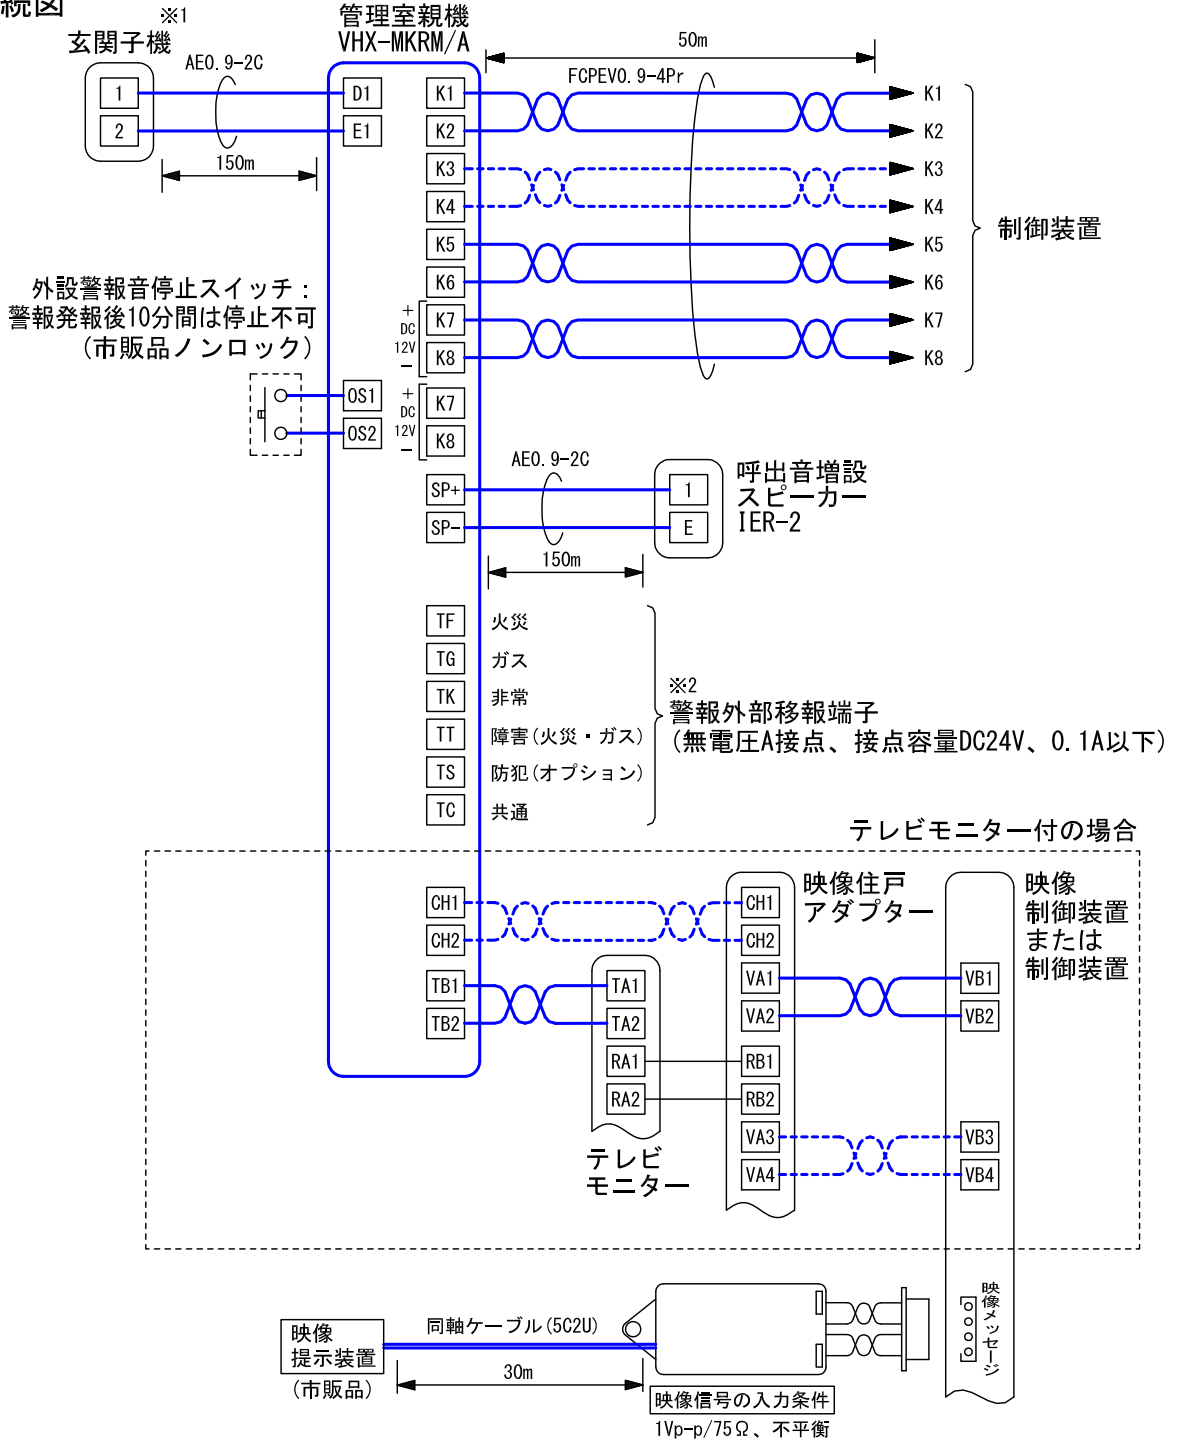 続図
※1
玄関子機
AE0.9-2C
1
2
150m
管理室親機
VHX-MKRM/A
D1
E1
K1
K2
K3
K4
K5
K6
+
DC
12V
−
K7
K8
+
DC
12V
−
K7
K8
50m
FCPEV0.9-4Pr
K1
K2
K3
K4
K5
K6
K7
K8
制御装置
外設警報音停止スイッチ：
警報発報後10分間は停止不可
（市販品ノンロック）
OS1
OS2
SP+
SP−
AE0.9-2C
150m
1
E
呼出音増設
スピーカー
IER-2
TF 火災
TG ガス
TK 非常
TT 障害(火災・ガス)
TS 防犯(オプション)
TC 共通
※2
警報外部移報端子
(無電圧A接点、接点容量DC24V、0.1A以下)
テレビモニター付の場合
CH1
CH2
TB1
TB2
TA1
TA2
RA1
RA2
テレビ
モニター
CH1
CH2
VA1
VA2
RB1
RB2
VA3
VA4
映像住戸
アダプター
VB1
VB2
VB3
VB4
映像
制御装置
または
制御装置
映像メッセージ
映像
提示装置
(市販品)
同軸ケーブル(5C2U)
30m
映像信号の入力条件
1Vp-p/75Ω、不平衡